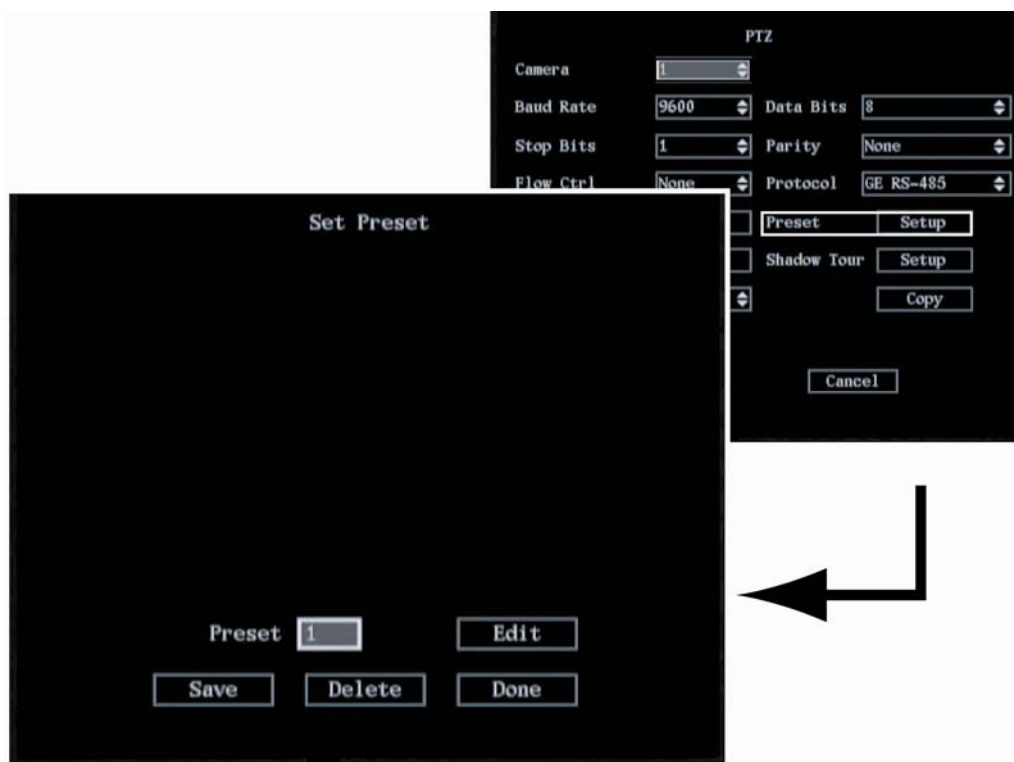 PTZ
Camera 1
Baud Rate 9600 Data Bits 8
Stop Bits 1 Parity None
Flow Ctrl None Protocol GE RS-485
Preset Setup
Shadow Tour Setup
Copy
Cancel
Set Preset
Preset 1 Edit
Save Delete Done